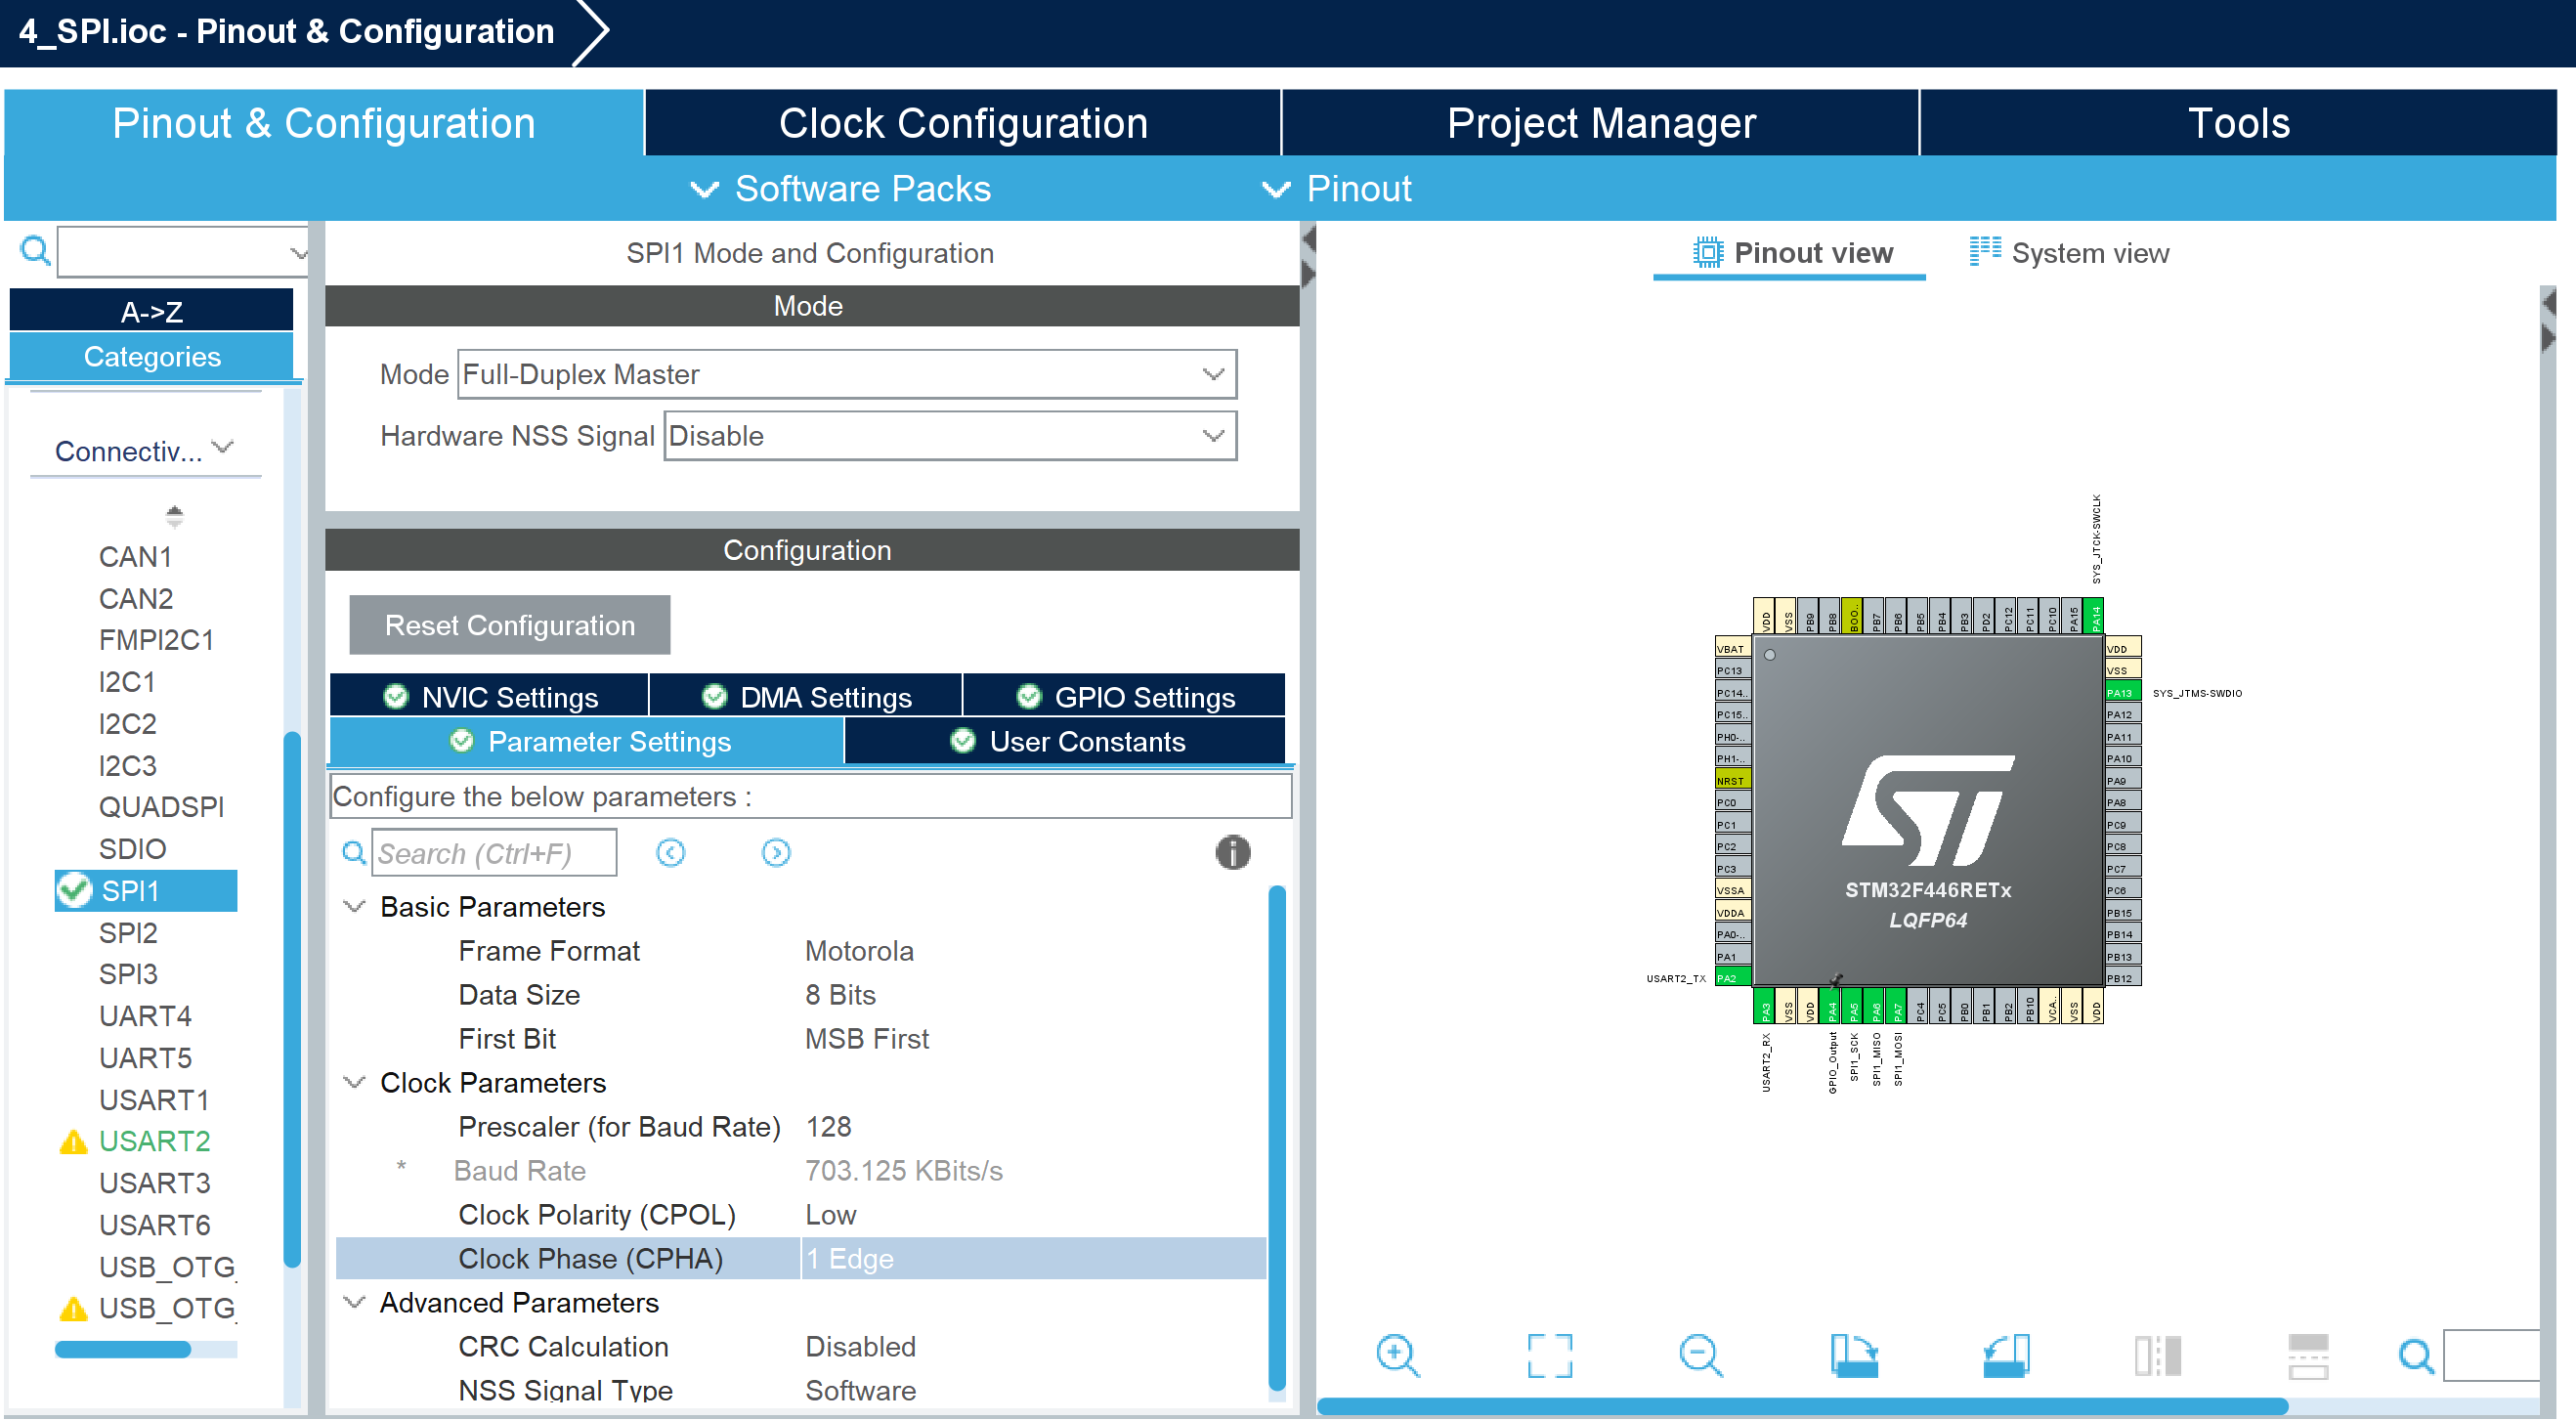 4_SPI.ioc - Pinout & Configuration
Pinout & Configuration
Clock Configuration
Project Manager
Tools
Software Packs
Pinout
A->Z
Categories
Connectiv...
CAN1
CAN2
FMPI2C1
I2C1
I2C2
I2C3
QUADSPI
SDIO
SPI1
SPI2
SPI3
UART4
UART5
USART1
USART2
USART3
USART6
USB_OTG_
USB_OTG_
SPI1 Mode and Configuration
Mode
Mode Full-Duplex Master
Hardware NSS Signal Disable
Configuration
Reset Configuration
NVIC Settings
DMA Settings
GPIO Settings
Parameter Settings
User Constants
Configure the below parameters :
Search (Ctrl+F)
Basic Parameters
Frame Format Motorola
Data Size 8 Bits
First Bit MSB First
Clock Parameters
Prescaler (for Baud Rate) 128
* Baud Rate 703.125 KBits/s
Clock Polarity (CPOL) Low
Clock Phase (CPHA) 1 Edge
Advanced Parameters
CRC Calculation Disabled
NSS Signal Type Software
Pinout view
System view
SYS_JTCK-SWCLK
VDD
VSS
PB9
PB8
BOO..
PB7
PB6
PB5
PB4
PB3
PD2
PC12
PC11
PC10
PA15
PA14
VBAT
PC13
PC14..
PC15..
PH0-..
PH1-..
NRST
PC0
PC1
PC2
PC3
VSSA
VDDA
PA0-..
PA1
USART2_TX PA2
STM32F446RETx
LQFP64
VDD
VSS
PA13 SYS_JTMS-SWDIO
PA12
PA11
PA10
PA9
PA8
PC9
PC8
PC7
PC6
PB15
PB14
PB13
PB12
PA3
VSS
VDD
PA4
PA5
PA6
PA7
PC4
PC5
PB0
PB1
PB2
PB10
VCA..
VSS
VDD
USART2_RX
GPIO_Output
SPI1_SCK
SPI1_MISO
SPI1_MOSI